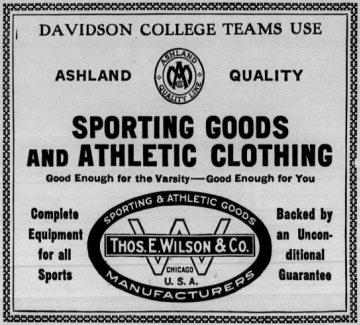 DAVIDSON COLLEGE TEAMS USE
ASHLAND
ASHLAND
QUALITY LINE
QUALITY
SPORTING GOODS
AND ATHLETIC CLOTHING
Good Enough for the Varsity—Good Enough for You
Complete
Equipment
for all
Sports
SPORTING & ATHLETIC GOODS
W
THOS. E. WILSON & CO.
CHICAGO
U. S. A.
MANUFACTURERS
Backed by
an Uncon-
ditional
Guarantee